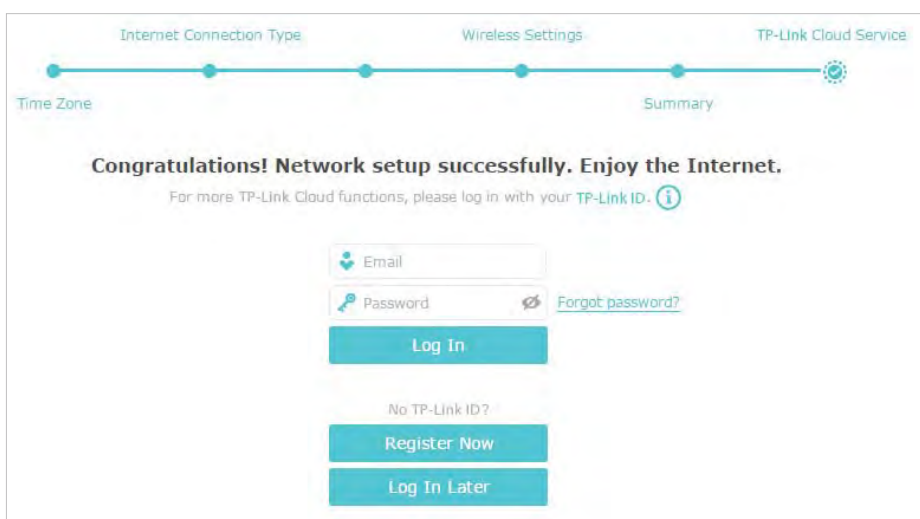 Internet Connection Type Wireless Settings TP-Link Cloud Service
Time Zone Summary
Congratulations! Network setup successfully. Enjoy the Internet.
For more TP-Link Cloud functions, please log in with your TP-Link ID.
Email
Password Forgot password?
Log In
No TP-Link ID?
Register Now
Log In Later